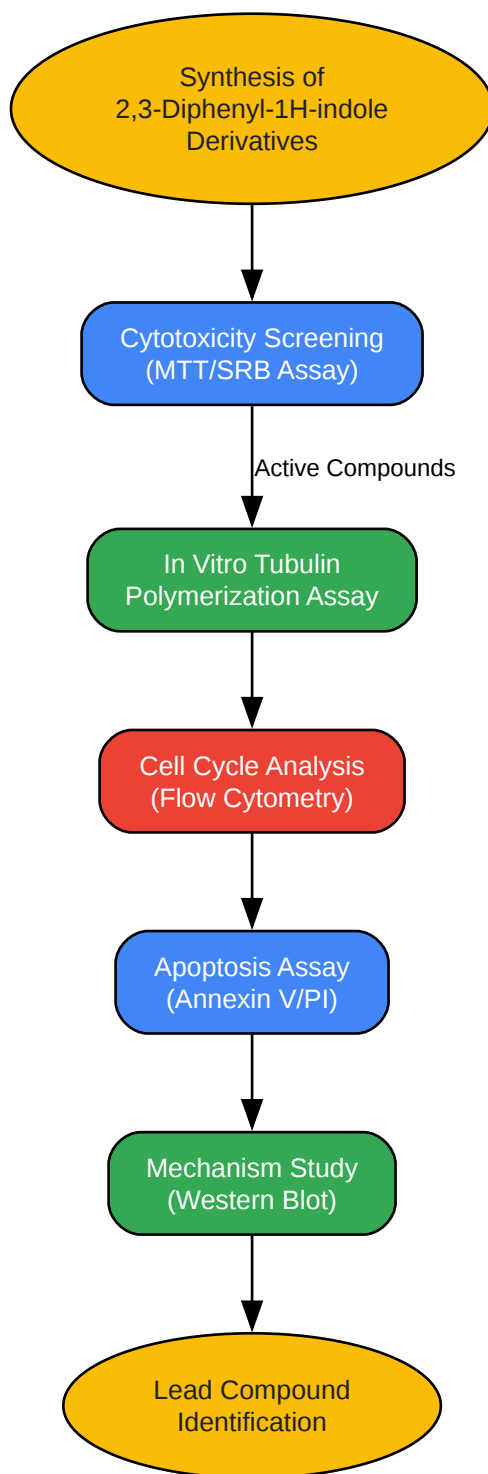 Synthesis of
2,3-Diphenyl-1H-indole
Derivatives
Cytotoxicity Screening
(MTT/SRB Assay)
Active Compounds
In Vitro Tubulin
Polymerization Assay
Cell Cycle Analysis
(Flow Cytometry)
Apoptosis Assay
(Annexin V/PI)
Mechanism Study
(Western Blot)
Lead Compound
Identification